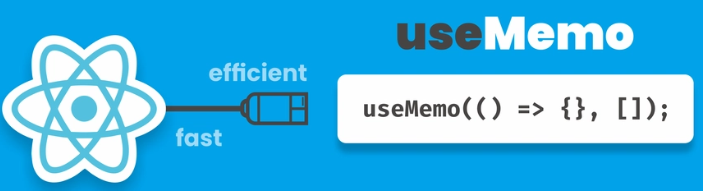 useMemo
efficient
useMemo(() => {}, []);
fast